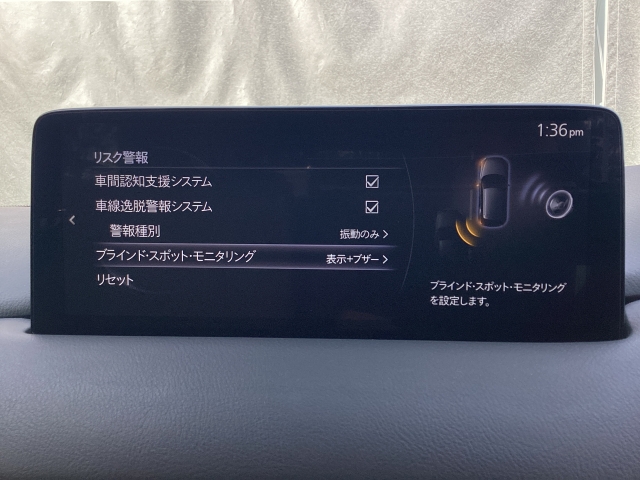 1:36pm
リスク警報
車間認知支援システム
車線逸脱警報システム
警報種別 振動のみ >
ブラインド・スポット・モニタリング 表示+ブザー >
リセット
ブラインド・スポット・モニタリング
を設定します。